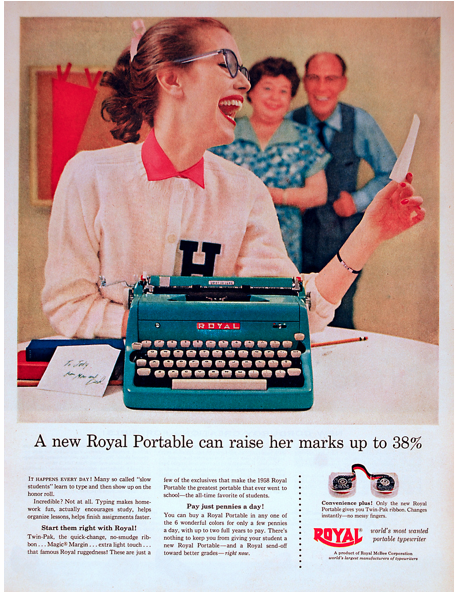 H
ROYAL
To Judy
from Mom and Dad
A new Royal Portable can raise her marks up to 38%
IT HAPPENS EVERY DAY! Many so called "slow
students" learn to type and then show up on the
honor roll.
Incredible? Not at all. Typing makes home-
work fun, actually encourages study, helps
organize lessons, helps finish assignments faster.
Start them right with Royal!
Twin-Pak, the quick-change, no-smudge rib-
bon . . . Magic® Margin . . . extra light touch . . .
that famous Royal ruggedness! These are just a
few of the exclusives that make the 1958 Royal
Portable the greatest portable that ever went to
school—the all-time favorite of students.
Pay just pennies a day!
You can buy a Royal Portable in any one of
the 6 wonderful colors for only a few pennies
a day, with up to two full years to pay. There's
nothing to keep you from giving your student a
new Royal Portable—and a Royal send-off
toward better grades—right now.
Convenience plus! Only the new Royal
Portable gives you Twin-Pak ribbon. Changes
instantly—no messy fingers.
ROYAL® world's most wanted
portable typewriter
A product of Royal McBee Corporation
world's largest manufacturers of typewriters